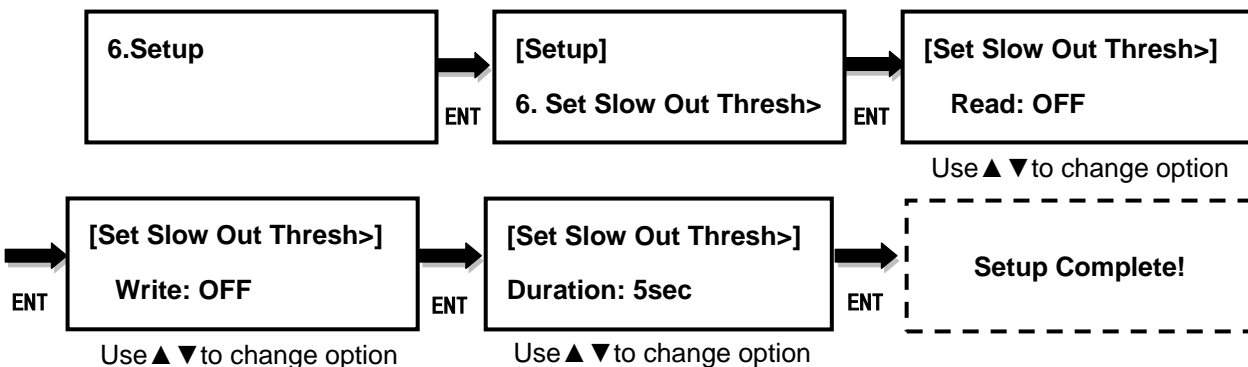 6.Setup
[Setup]
6. Set Slow Out Thresh>
[Set Slow Out Thresh>]
Read: OFF
ENT
ENT
Use▲▼to change option
[Set Slow Out Thresh>]
Write: OFF
[Set Slow Out Thresh>]
Duration: 5sec
Setup Complete!
ENT
ENT
ENT
Use▲▼to change option
Use▲▼to change option